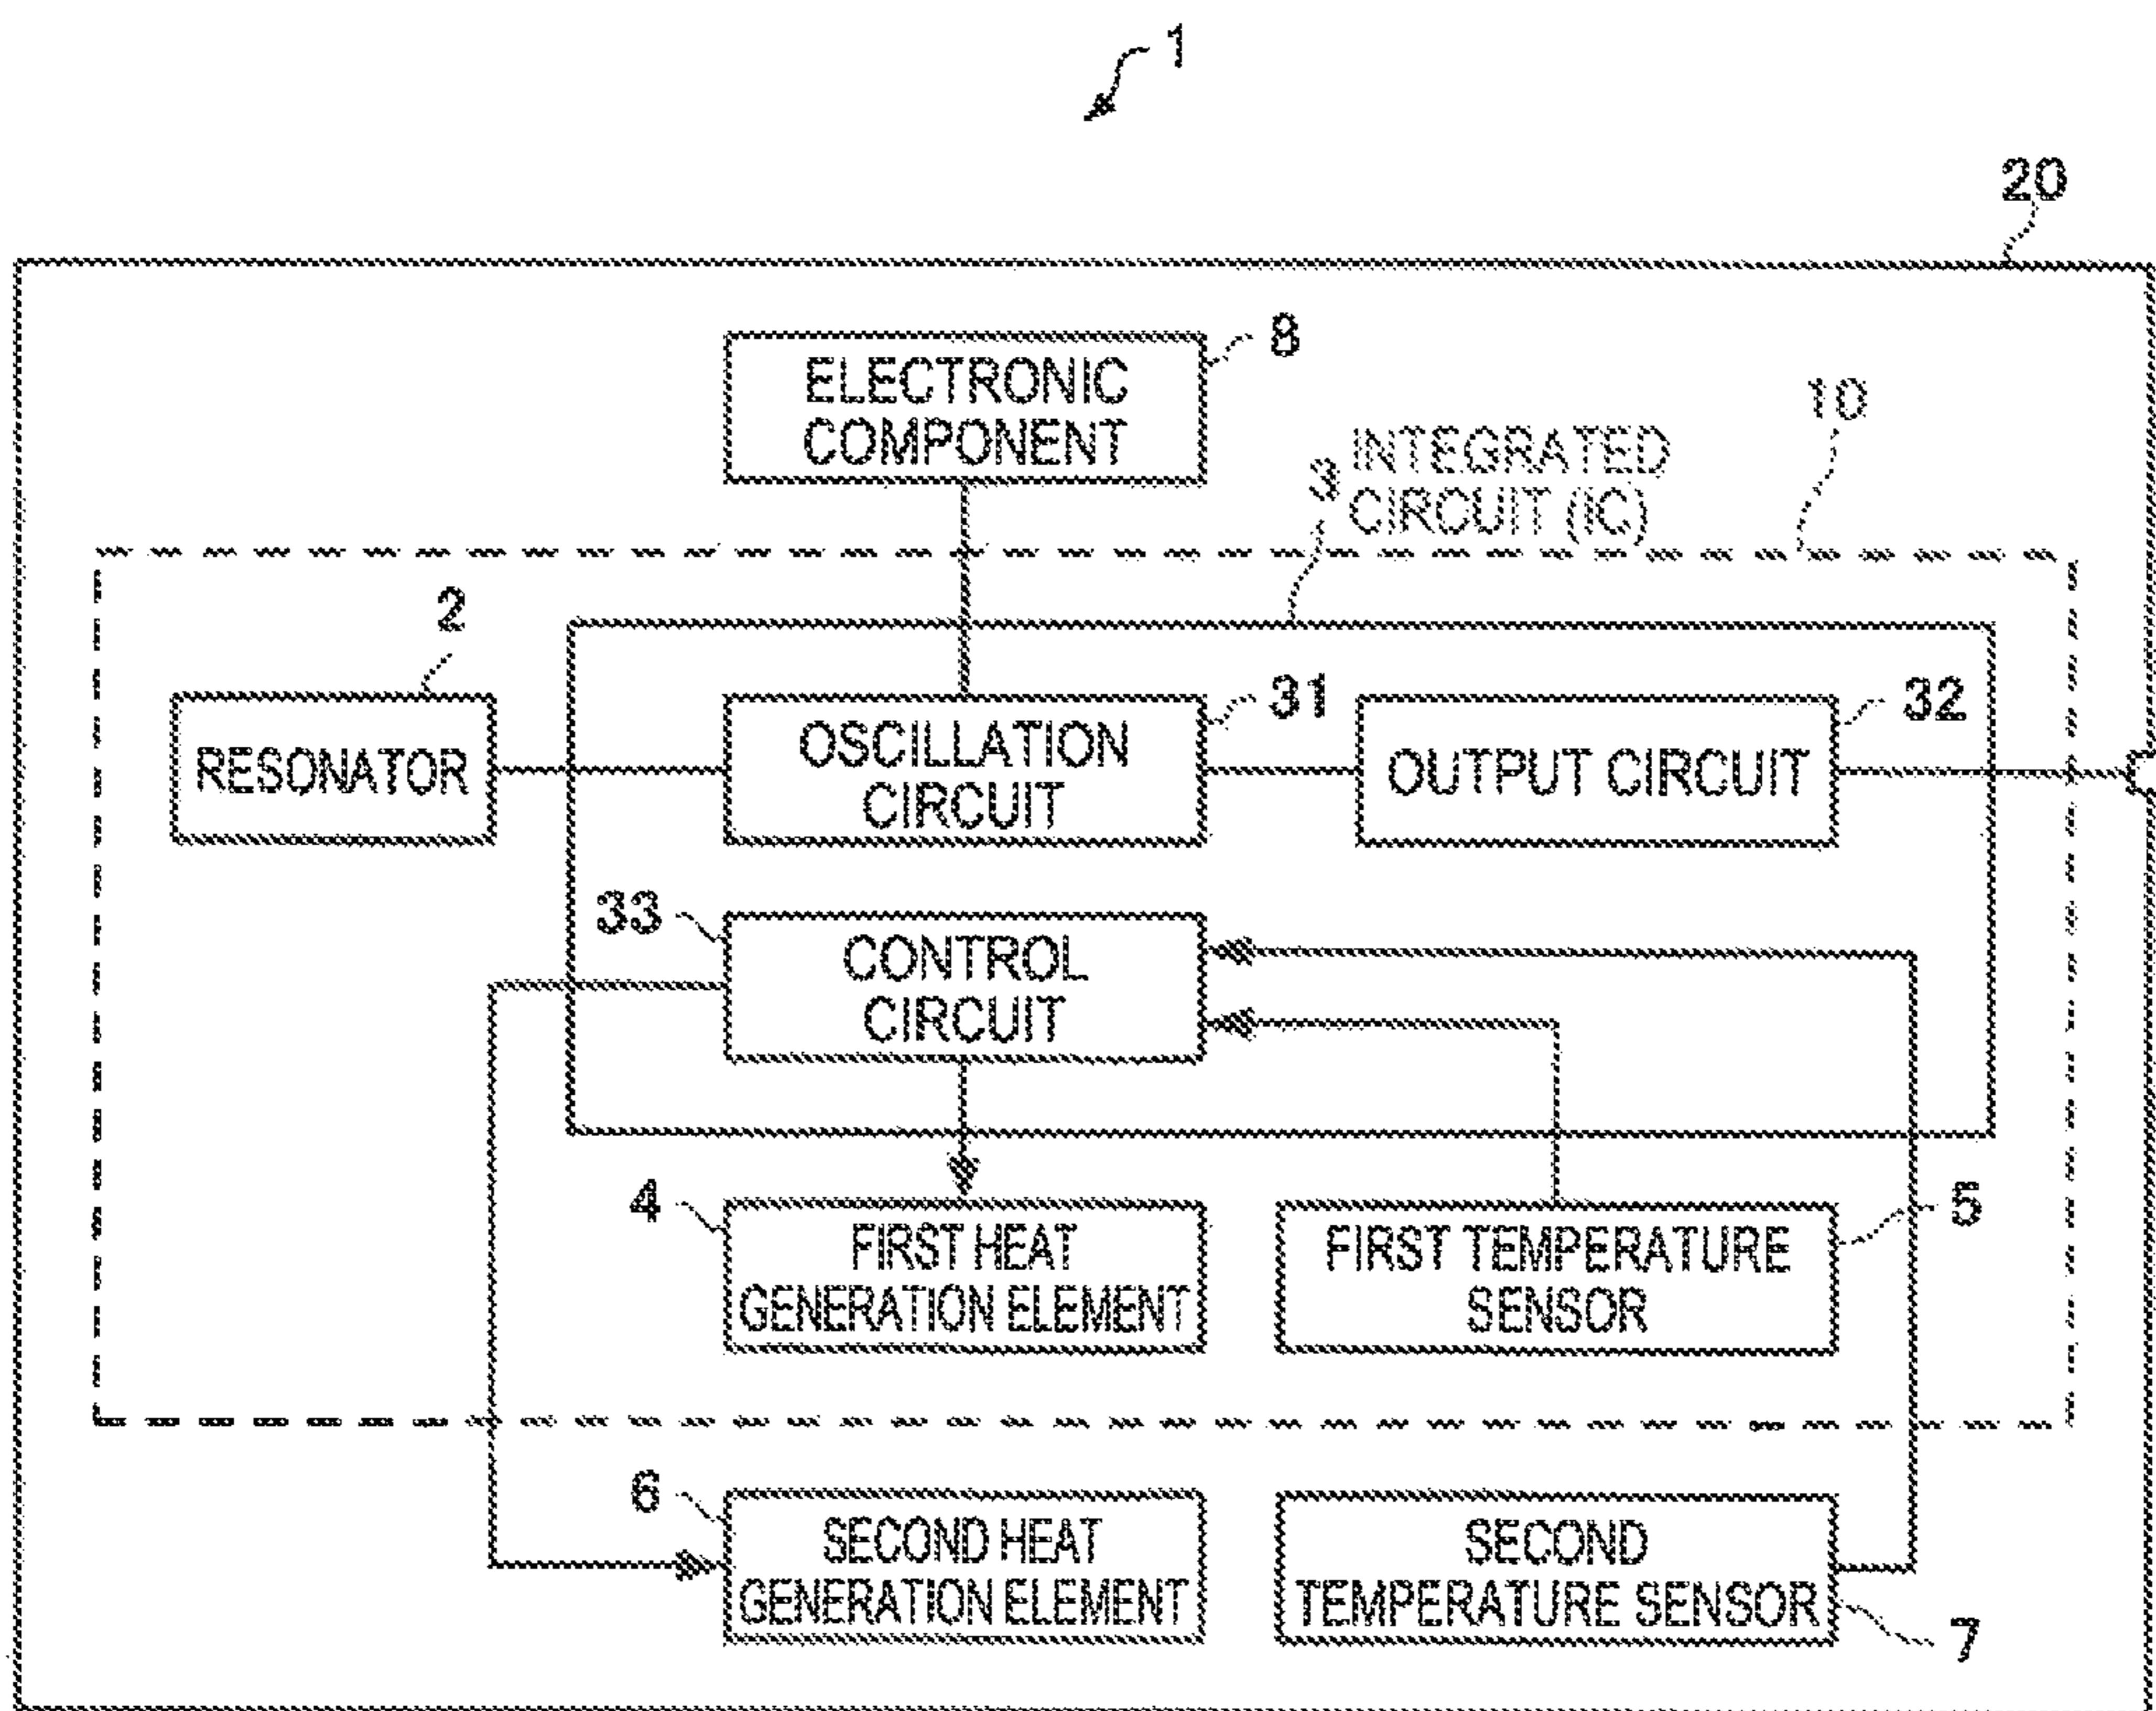 1
20
8
ELECTRONIC
COMPONENT
10
3 INTEGRATED
CIRCUIT (IC)
2
RESONATOR
31
OSCILLATION
CIRCUIT
32
OUTPUT CIRCUIT
33
CONTROL
CIRCUIT
4
FIRST HEAT
GENERATION ELEMENT
5
FIRST TEMPERATURE
SENSOR
6
SECOND HEAT
GENERATION ELEMENT
SECOND
TEMPERATURE SENSOR
7